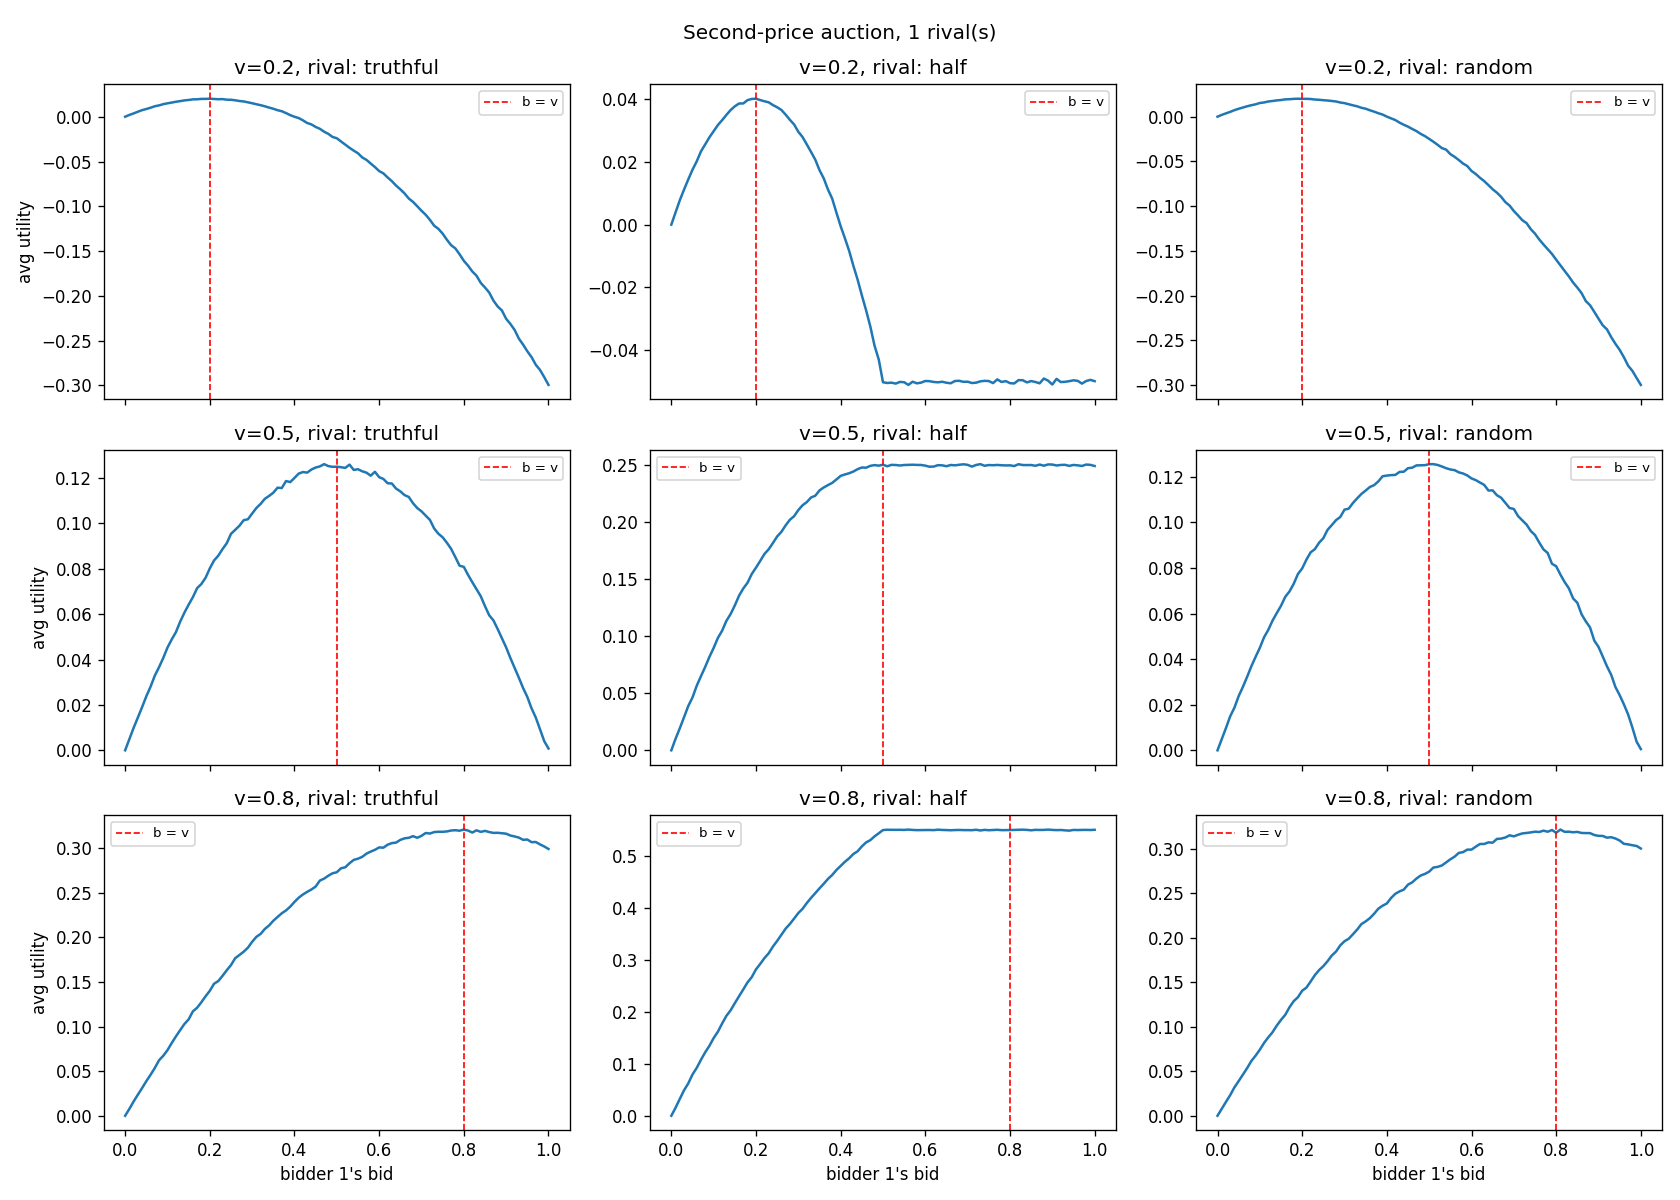 Second-price auction, 1 rival(s)
v=0.2, rival: truthful
v=0.2, rival: half
v=0.2, rival: random
avg utility
0.00
−0.05
−0.10
−0.15
−0.20
−0.25
−0.30
b = v
0.04
0.02
0.00
−0.02
−0.04
b = v
0.00
−0.05
−0.10
−0.15
−0.20
−0.25
−0.30
b = v
v=0.5, rival: truthful
v=0.5, rival: half
v=0.5, rival: random
avg utility
0.12
0.10
0.08
0.06
0.04
0.02
0.00
b = v
0.25
0.20
0.15
0.10
0.05
0.00
b = v
0.12
0.10
0.08
0.06
0.04
0.02
0.00
b = v
v=0.8, rival: truthful
v=0.8, rival: half
v=0.8, rival: random
avg utility
0.30
0.25
0.20
0.15
0.10
0.05
0.00
b = v
0.5
0.4
0.3
0.2
0.1
0.0
b = v
0.30
0.25
0.20
0.15
0.10
0.05
0.00
b = v
0.0 0.2 0.4 0.6 0.8 1.0
0.0 0.2 0.4 0.6 0.8 1.0
0.0 0.2 0.4 0.6 0.8 1.0
bidder 1's bid
bidder 1's bid
bidder 1's bid